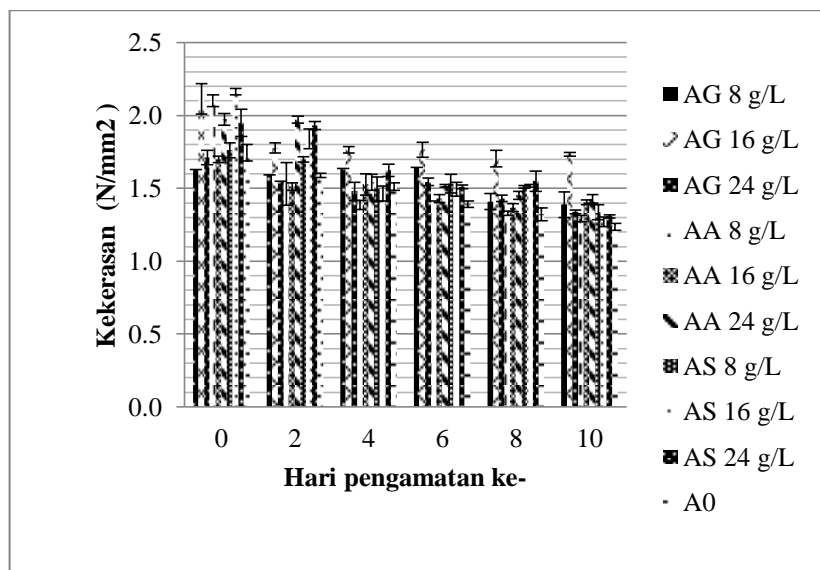 Kekerasan (N/mm2 )
2.5
2.0
1.5
1.0
0.5
0.0
0 2 4 6 8 10
Hari pengamatan ke-
AG 8 g/L
AG 16 g/L
AG 24 g/L
AA 8 g/L
AA 16 g/L
AA 24 g/L
AS 8 g/L
AS 16 g/L
AS 24 g/L
A0